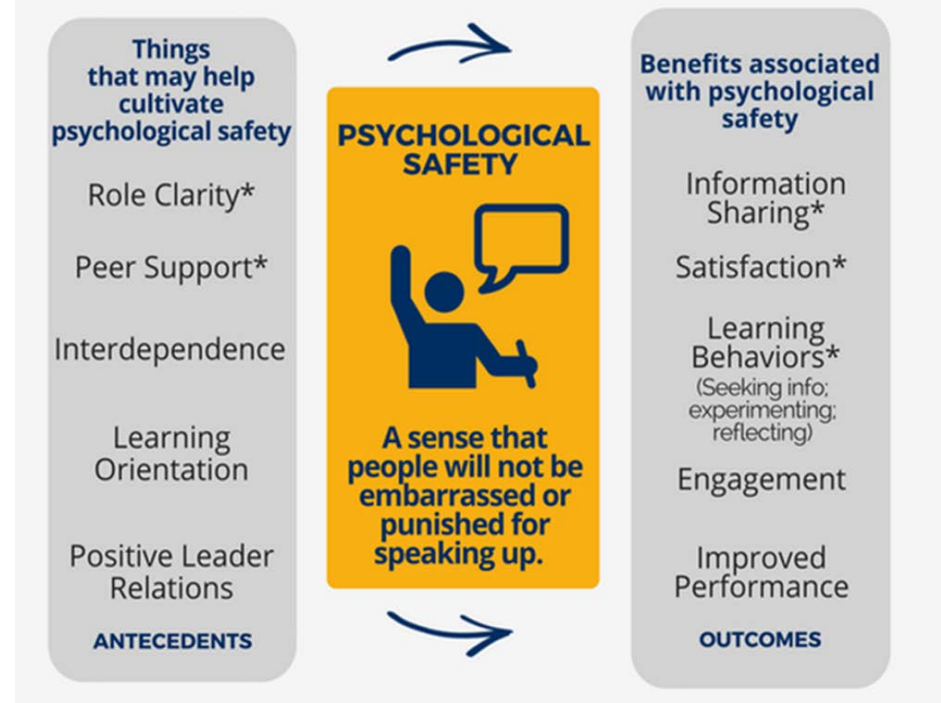 Things
that may help
cultivate
psychological safety
Role Clarity*
Peer Support*
Interdependence
Learning
Orientation
Positive Leader
Relations
ANTECEDENTS
PSYCHOLOGICAL
SAFETY
A sense that
people will not be
embarrassed or
punished for
speaking up.
Benefits associated
with psychological
safety
Information
Sharing*
Satisfaction*
Learning
Behaviors*
(Seeking info;
experimenting;
reflecting)
Engagement
Improved
Performance
OUTCOMES